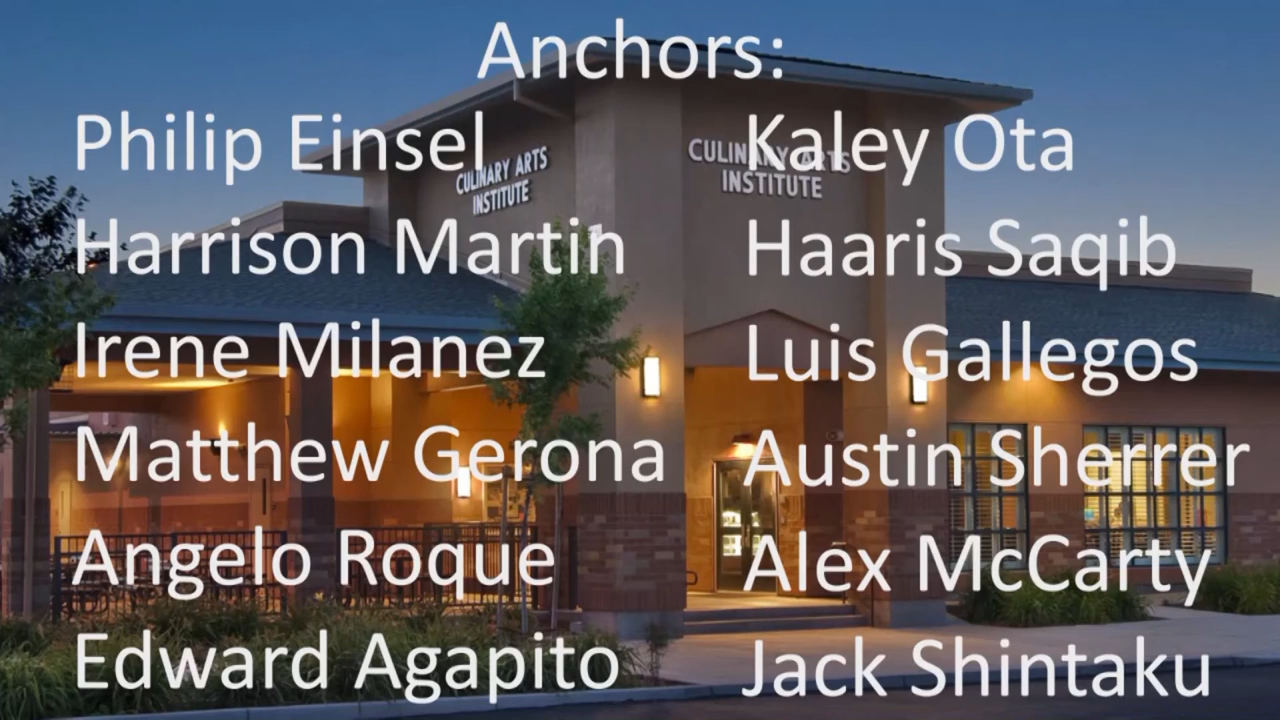 Anchors:
Philip Einsel
Harrison Martin
Irene Milanez
Matthew Gerona
Angelo Roque
Edward Agapito
Kaley Ota
Haaris Saqib
Luis Gallegos
Austin Sherrer
Alex McCarty
Jack Shintaku
CULINARY ARTS
INSTITUTE
CULINARY ARTS
INSTITUTE